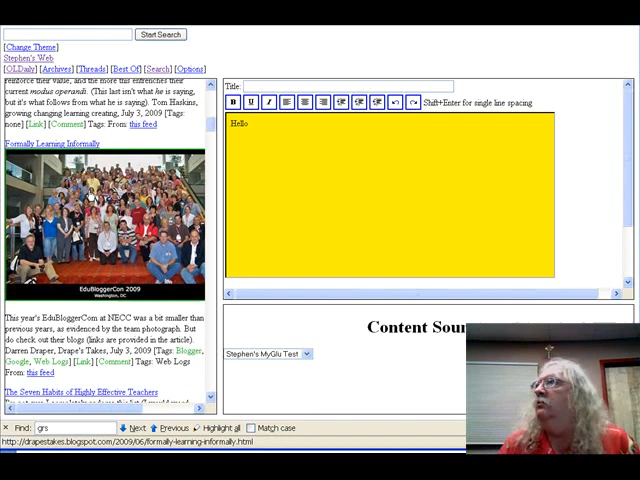 Start Search
[Change Theme]
Stephen's Web
[OLDaily] [Archives] [Threads] [Best Of] [Search] [Options]
reinforce their value, and the more this entrenches their
current modus operandi. (This last isn't what he is saying,
but it's what follows from what he is saying). Tom Haskins,
growing changing learning creating, July 3, 2009 [Tags:
none] [Link] [Comment] Tags: From: this feed
Formally Learning Informally
EduBloggerCon 2009
Washington, DC
This year's EduBloggerCom at NECC was a bit smaller than
previous years, as evidenced by the team photograph. But
do check out their blogs (links are provided in the article).
Darren Draper, Drape's Takes, July 3, 2009 [Tags: Blogger,
Google, Web Logs] [Link] [Comment] Tags: Web Logs
From: this feed
The Seven Habits of Highly Effective Teachers
Title:
B U I Shift+Enter for single line spacing
Hello
Content Sour
Stephen's MyGlu Test
Find: grs Next Previous Highlight all Match case
http://drapestakes.blogspot.com/2009/06/formally-learning-informally.html